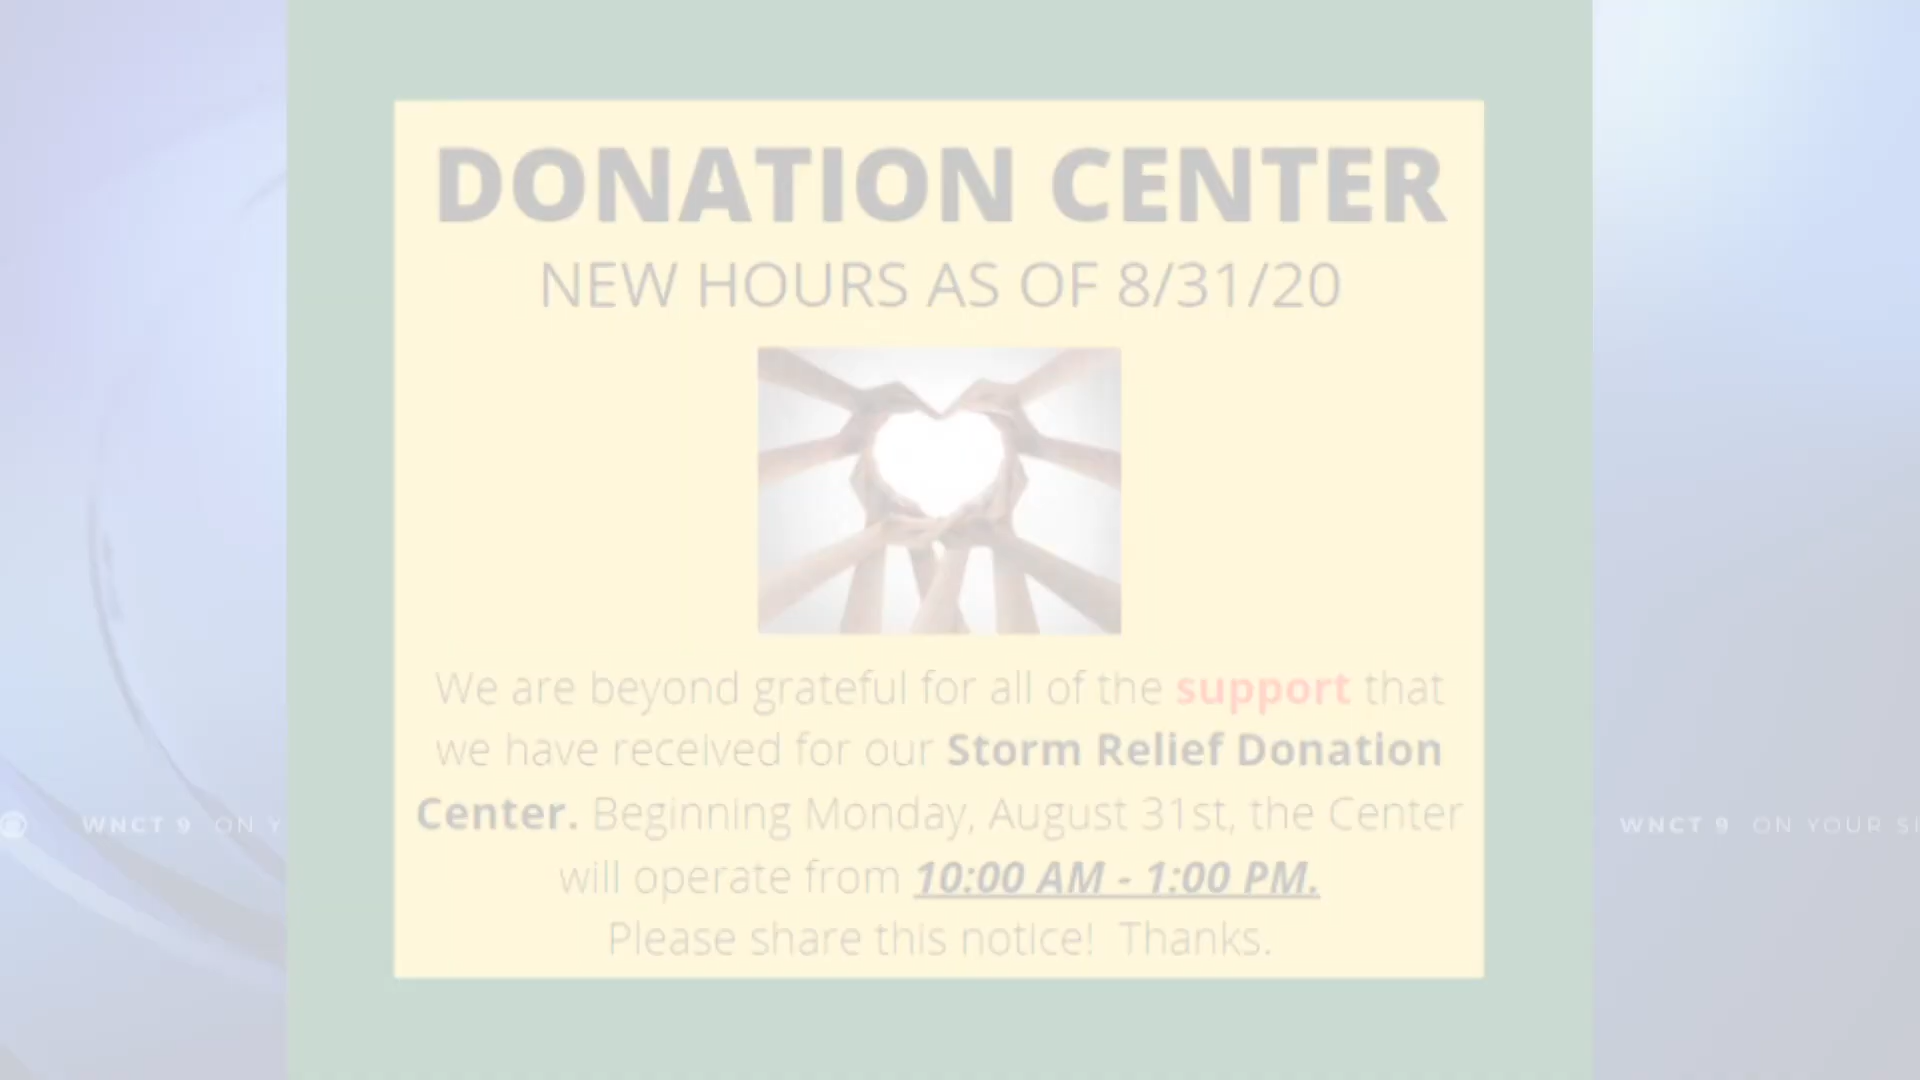 DONATION CENTER
NEW HOURS AS OF 8/31/20
We are beyond grateful for all of the support that
we have received for our Storm Relief Donation
Center. Beginning Monday, August 31st, the Center
will operate from 10:00 AM - 1:00 PM.
Please share this notice!  Thanks.
WNCT 9 ON Y
WNCT 9 ON YOUR SI